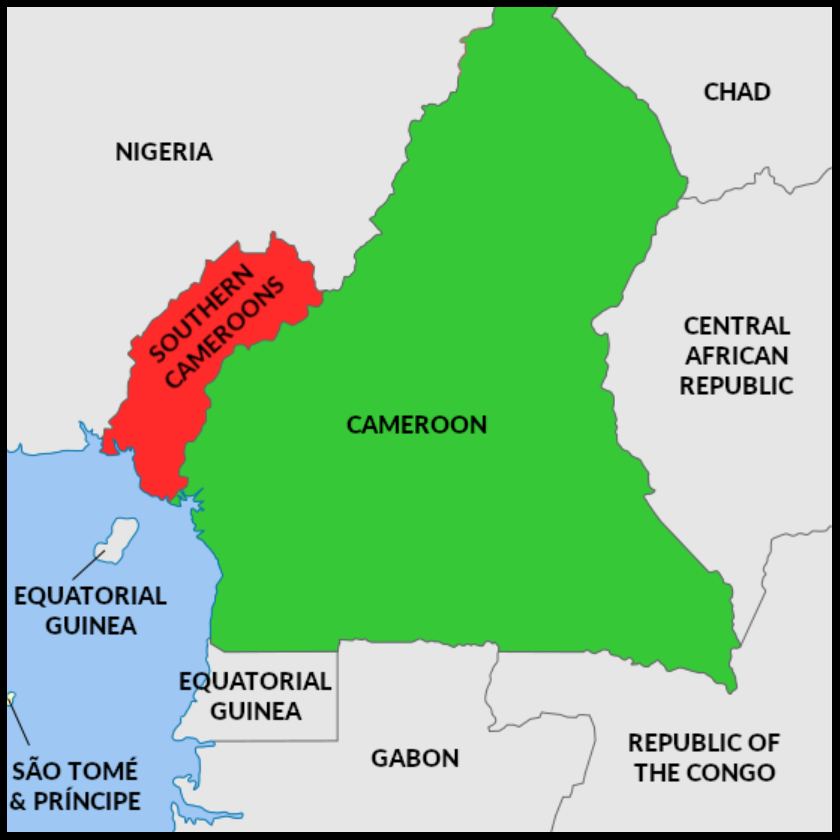 CHAD
NIGERIA
SOUTHERN
CAMEROONS
CENTRAL
AFRICAN
REPUBLIC
CAMEROON
EQUATORIAL
GUINEA
EQUATORIAL
GUINEA
GABON
REPUBLIC OF
THE CONGO
SÃO TOMÉ
& PRÍNCIPE